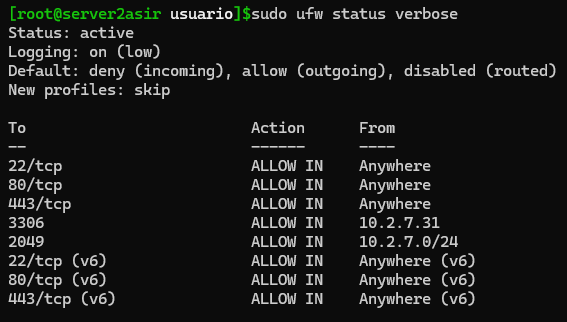 [root@server2asir usuario]$sudo ufw status verbose
Status: active
Logging: on (low)
Default: deny (incoming), allow (outgoing), disabled (routed)
New profiles: skip

To                         Action      From
--                         ------      ----
22/tcp                     ALLOW IN    Anywhere
80/tcp                     ALLOW IN    Anywhere
443/tcp                    ALLOW IN    Anywhere
3306                       ALLOW IN    10.2.7.31
2049                       ALLOW IN    10.2.7.0/24
22/tcp (v6)                ALLOW IN    Anywhere (v6)
80/tcp (v6)                ALLOW IN    Anywhere (v6)
443/tcp (v6)               ALLOW IN    Anywhere (v6)